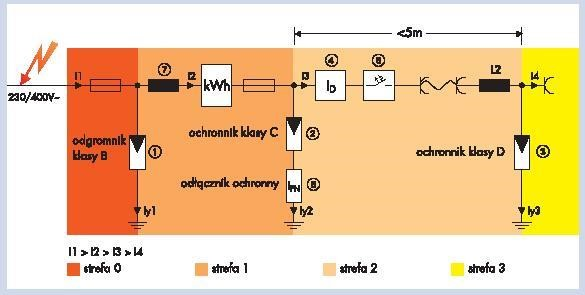 <5m
I1
⑦
I2
I3
④
⑥
L2
I4
kWh
I_D
230/400V~
odgromnik
klasy B
①
ochronnik klasy C
②
ochronnik klasy D
③
odłącznik ochronny
⑤
Iy1
Iy2
Iy3
I1 > I2 > I3 > I4
strefa 0
strefa 1
strefa 2
strefa 3